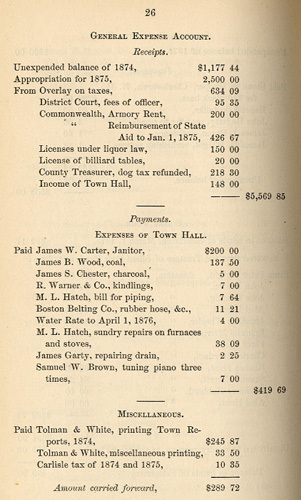 26
GENERAL EXPENSE ACCOUNT.
Receipts.
Unexpended balance of 1874, $1,177 44
Appropriation for 1875, 2,500 00
From Overlay on taxes, 634 09
District Court, fees of officer, 95 35
Commonwealth, Armory Rent, 200 00
" Reimbursement of State
Aid to Jan. 1, 1875, 426 67
Licenses under liquor law, 150 00
License of billiard tables, 20 00
County Treasurer, dog tax refunded, 218 30
Income of Town Hall, 148 00
$5,569 85
Payments.
EXPENSES OF TOWN HALL.
Paid James W. Carter, Janitor, $200 00
James B. Wood, coal, 137 50
James S. Chester, charcoal, 5 00
R. Warner & Co., kindlings, 7 00
M. L. Hatch, bill for piping, 7 64
Boston Belting Co., rubber hose, &c., 11 21
Water Rate to April 1, 1876, 4 00
M. L. Hatch, sundry repairs on furnaces
and stoves, 38 09
James Garty, repairing drain, 2 25
Samuel W. Brown, tuning piano three
times, 7 00
$419 69
MISCELLANEOUS.
Paid Tolman & White, printing Town Re-
ports, 1874, $245 87
Tolman & White, miscellaneous printing, 33 50
Carlisle tax of 1874 and 1875, 10 35
Amount carried forward, $289 72